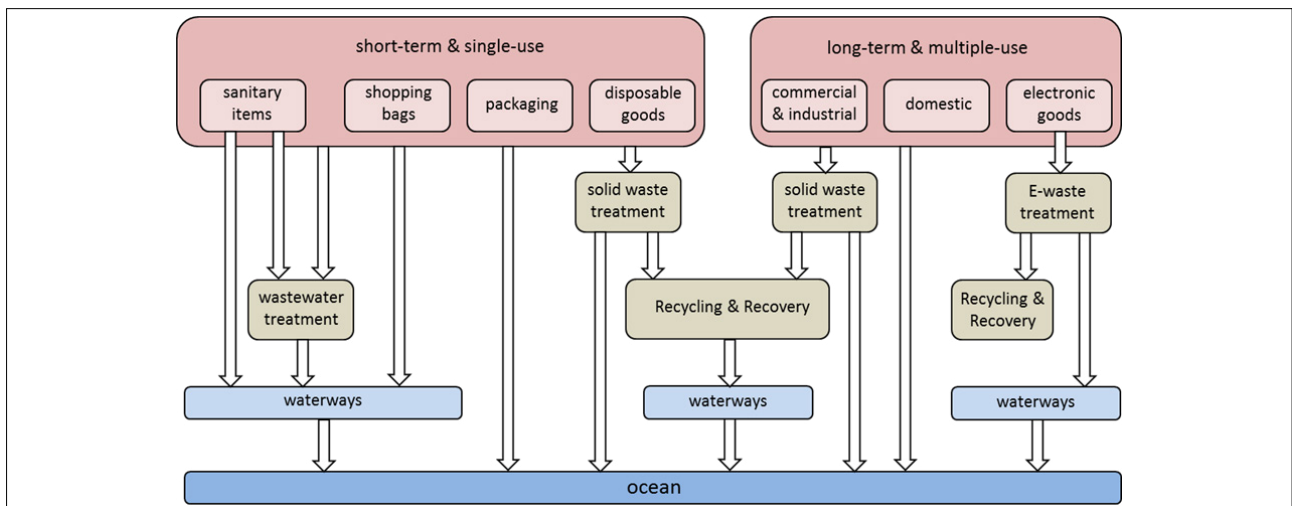 short-term & single-use
long-term & multiple-use
sanitary
items
shopping
bags
packaging
disposable
goods
commercial
& industrial
domestic
electronic
goods
solid waste
treatment
solid waste
treatment
E-waste
treatment
wastewater
treatment
Recycling & Recovery
Recycling &
Recovery
waterways
waterways
waterways
ocean